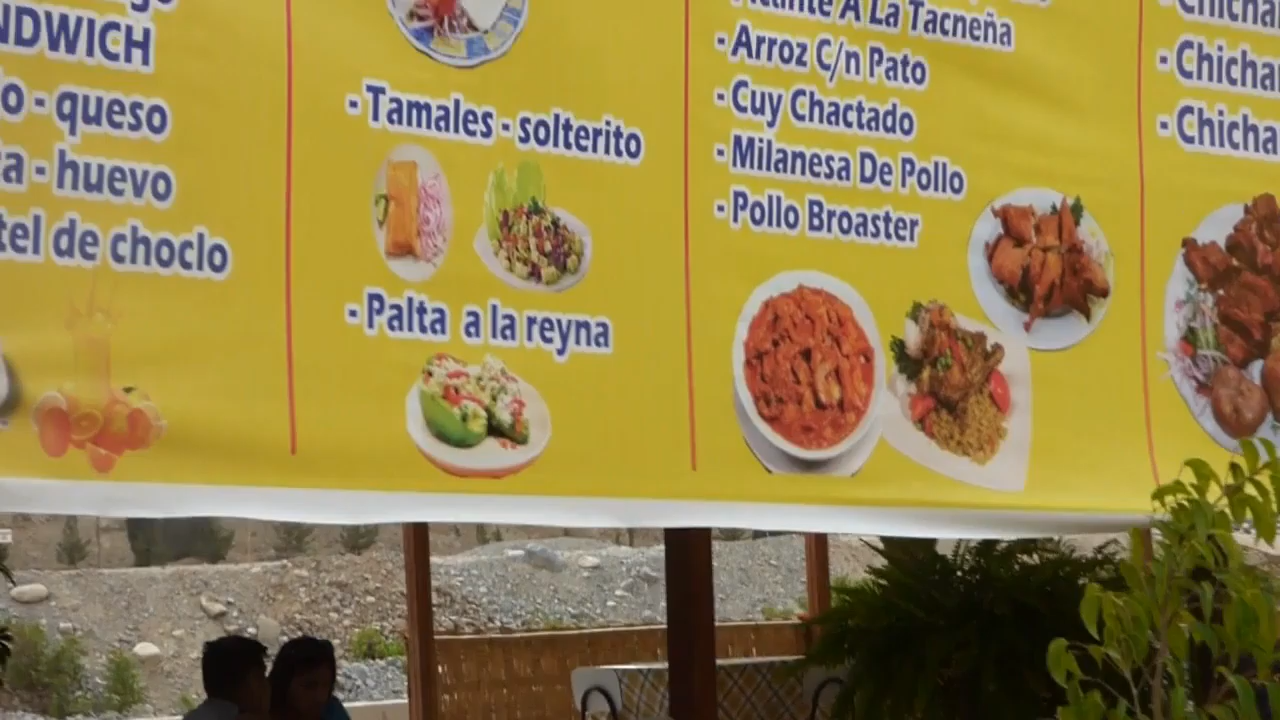 NDWICH
o - queso
a - huevo
tel de choclo
- Tamales - solterito
- Palta a la reyna
A La Tacneña
- Arroz C/n Pato
- Cuy Chactado
- Milanesa De Pollo
- Pollo Broaster
- Chicha
- Chicha